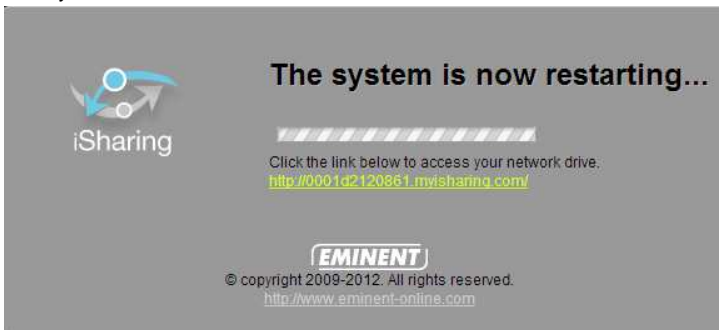 The system is now restarting...
iSharing
Click the link below to access your network drive.
http://0001d2120861.myisharing.com/
EMINENT
© copyright 2009-2012. All rights reserved.
http://www.eminent-online.com